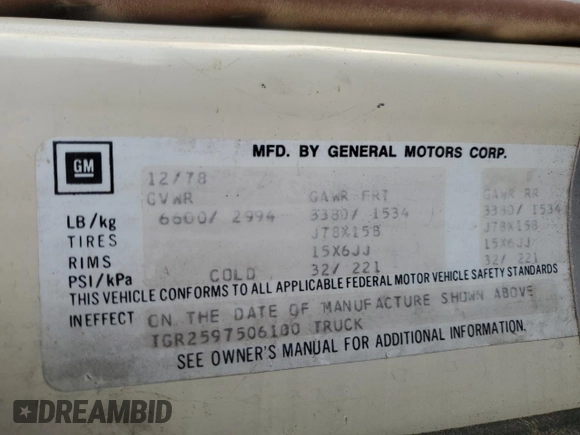 GM
MFD. BY GENERAL MOTORS CORP.
12/78
GVWR GAWR FRT GAWR RR
LB/kg 6600/ 2994 3380/ 1534 3380/ 1534
TIRES J78X15B J78X15B
RIMS 15X6JJ 15X6JJ
PSI/kPa COLD 32/ 221 32/ 221
THIS VEHICLE CONFORMS TO ALL APPLICABLE FEDERAL MOTOR VEHICLE SAFETY STANDARDS
IN EFFECT ON THE DATE OF MANUFACTURE SHOWN ABOVE
TGR2597506100 TRUCK
SEE OWNER'S MANUAL FOR ADDITIONAL INFORMATION.
DREAMBID